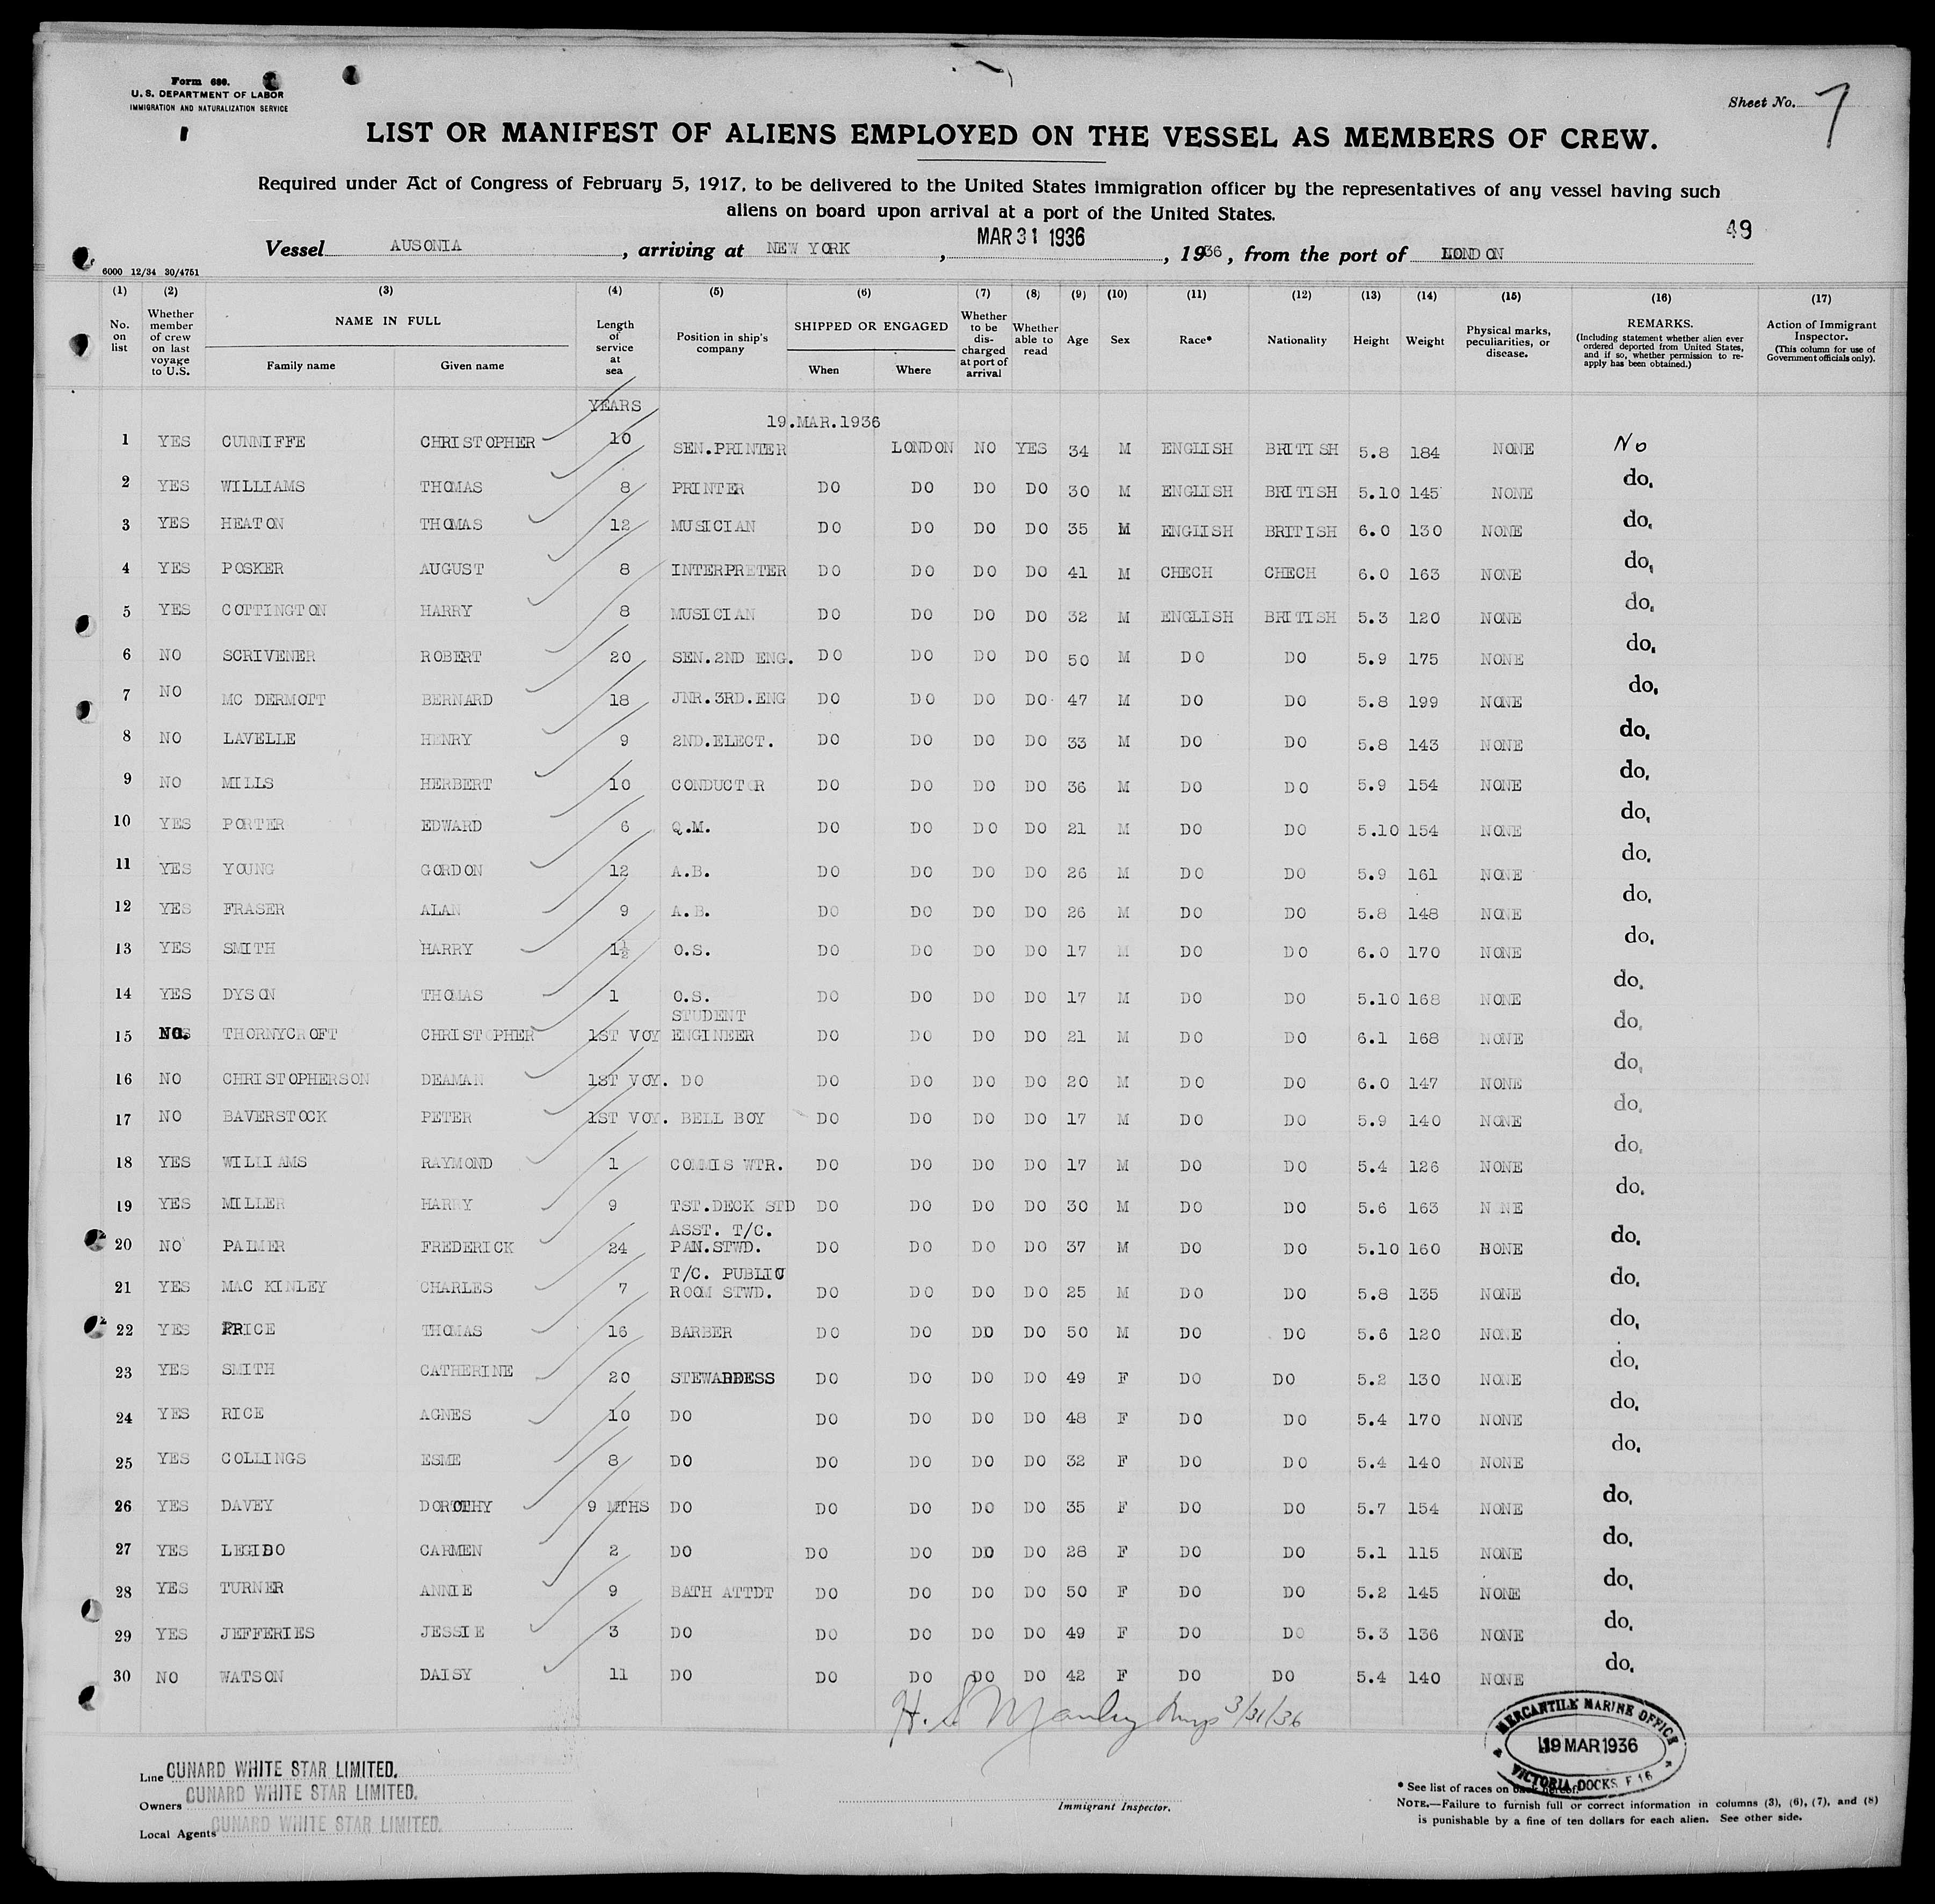 Form 680.
U. S. DEPARTMENT OF LABOR
IMMIGRATION AND NATURALIZATION SERVICE
Sheet No. 7
LIST OR MANIFEST OF ALIENS EMPLOYED ON THE VESSEL AS MEMBERS OF CREW.
Required under Act of Congress of February 5, 1917, to be delivered to the United States immigration officer by the representatives of any vessel having such
aliens on board upon arrival at a port of the United States.
49
Vessel AUSONIA, arriving at NEW YORK, MAR 31 1936, 1936, from the port of LONDON
6000 12/34 30/4751
(1) (2) (3) (4) (5) (6) (7) (8) (9) (10) (11) (12) (13) (14) (15) (16) (17)
No. on list
Whether member of crew on last voyage to U.S.
NAME IN FULL
Family name Given name
Length of service at sea
Position in ship's company
SHIPPED OR ENGAGED
When Where
Whether to be discharged at port of arrival
Whether able to read
Age Sex Race* Nationality Height Weight
Physical marks, peculiarities, or disease.
REMARKS.
(Including statement whether alien ever ordered deported from United States, and if so, whether permission to reapply has been obtained.)
Action of Immigrant Inspector.
(This column for use of Government officials only).
YEARS
19.MAR.1936
1 YES CUNNIFFE CHRISTOPHER 10 SEN.PRINTER LONDON NO YES 34 M ENGLISH BRITISH 5.8 184 NONE No
2 YES WILLIAMS THOMAS 8 PRINTER DO DO DO DO 30 M ENGLISH BRITISH 5.10 145 NONE do.
3 YES HEATON THOMAS 12 MUSICIAN DO DO DO DO 35 M ENGLISH BRITISH 6.0 130 NONE do.
4 YES POSKER AUGUST 8 INTERPRETER DO DO DO DO 41 M CHECH CHECH 6.0 163 NONE do.
5 YES COTTINGTON HARRY 8 MUSICIAN DO DO DO DO 32 M ENGLISH BRITISH 5.3 120 NONE do.
6 NO SCRIVENER ROBERT 20 SEN.2ND ENG. DO DO DO DO 50 M DO DO 5.9 175 NONE do.
7 NO MC DERMOTT BERNARD 18 JNR.3RD.ENG DO DO DO DO 47 M DO DO 5.8 199 NONE do.
8 NO LAVELLE HENRY 9 2ND.ELECT. DO DO DO DO 33 M DO DO 5.8 143 NONE do.
9 NO MILLS HERBERT 10 CONDUCTOR DO DO DO DO 36 M DO DO 5.9 154 NONE do.
10 YES PORTER EDWARD 6 Q.M. DO DO DO DO 21 M DO DO 5.10 154 NONE do.
11 YES YOUNG GORDON 12 A.B. DO DO DO DO 26 M DO DO 5.9 161 NONE do.
12 YES FRASER ALAN 9 A.B. DO DO DO DO 26 M DO DO 5.8 148 NONE do.
13 YES SMITH HARRY 1½ O.S. DO DO DO DO 17 M DO DO 6.0 170 NONE do.
14 YES DYSON THOMAS 1 O.S. DO DO DO DO 17 M DO DO 5.10 168 NONE do.
STUDENT
15 NO. THORNYCROFT CHRISTOPHER 1ST VOY ENGINEER DO DO DO DO 21 M DO DO 6.1 168 NONE do.
16 NO CHRISTOPHERSON DEAMAN 1ST VOY. DO DO DO DO DO 20 M DO DO 6.0 147 NONE do.
17 NO BAVERSTOCK PETER 1ST VOY. BELL BOY DO DO DO DO 17 M DO DO 5.9 140 NONE do.
18 YES WILLIAMS RAYMOND 1 COMMIS WTR. DO DO DO DO 17 M DO DO 5.4 126 NONE do.
19 YES MILLER HARRY 9 TST.DECK STD DO DO DO DO 30 M DO DO 5.6 163 N NE do.
ASST. T/C.
20 NO PALMER FREDERICK 24 PAN.STWD. DO DO DO DO 37 M DO DO 5.10 160 NONE do.
T/C. PUBLIC
21 YES MAC KINLEY CHARLES 7 ROOM STWD. DO DO DO DO 25 M DO DO 5.8 135 NONE do.
22 YES PRICE THOMAS 16 BARBER DO DO DO DO 50 M DO DO 5.6 120 NONE do.
23 YES SMITH CATHERINE 20 STEWARDESS DO DO DO DO 49 F DO DO 5.2 130 NONE do.
24 YES RICE AGNES 10 DO DO DO DO DO 48 F DO DO 5.4 170 NONE do.
25 YES COLLINGS ESME 8 DO DO DO DO DO 32 F DO DO 5.4 140 NONE do.
26 YES DAVEY DOROTHY 9 MTHS DO DO DO DO DO 35 F DO DO 5.7 154 NONE do.
27 YES LEGIDO CARMEN 2 DO DO DO DO DO 28 F DO DO 5.1 115 NONE do.
28 YES TURNER ANNIE 9 BATH ATTDT DO DO DO DO 50 F DO DO 5.2 145 NONE do.
29 YES JEFFERIES JESSIE 3 DO DO DO DO DO 49 F DO DO 5.3 136 NONE do.
30 NO WATSON DAISY 11 DO DO DO DO DO 42 F DO DO 5.4 140 NONE do.
H. S. Manley Insp 3/31/36
MERCANTILE MARINE OFFICE
19 MAR 1936
VICTORIA DOCKS. E 16
Line CUNARD WHITE STAR LIMITED.
Owners CUNARD WHITE STAR LIMITED.
Local Agents CUNARD WHITE STAR LIMITED.
Immigrant Inspector.
* See list of races on back hereof.
NOTE.—Failure to furnish full or correct information in columns (3), (6), (7), and (8)
is punishable by a fine of ten dollars for each alien. See other side.